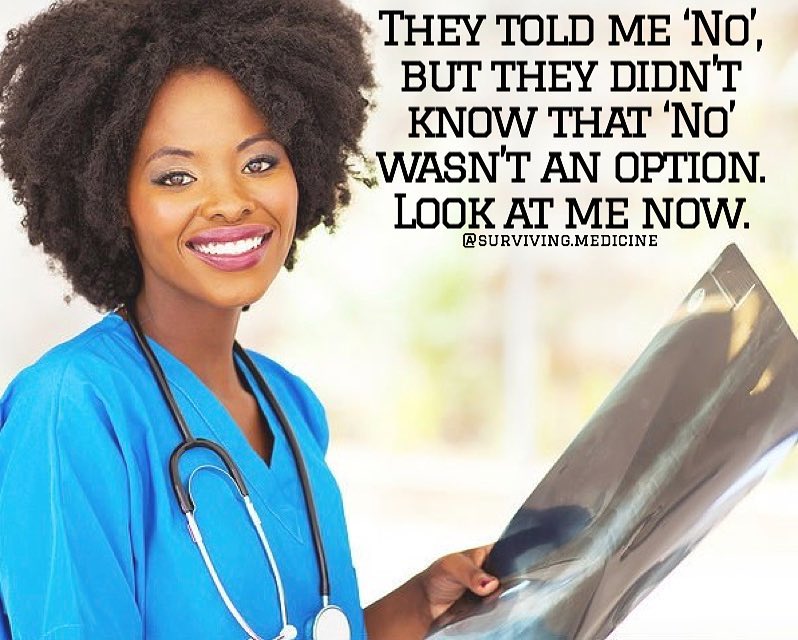 They told me ‘No’,
but they didn’t
know that ‘No’
wasn’t an option.
Look at me now.
@surviving.medicine